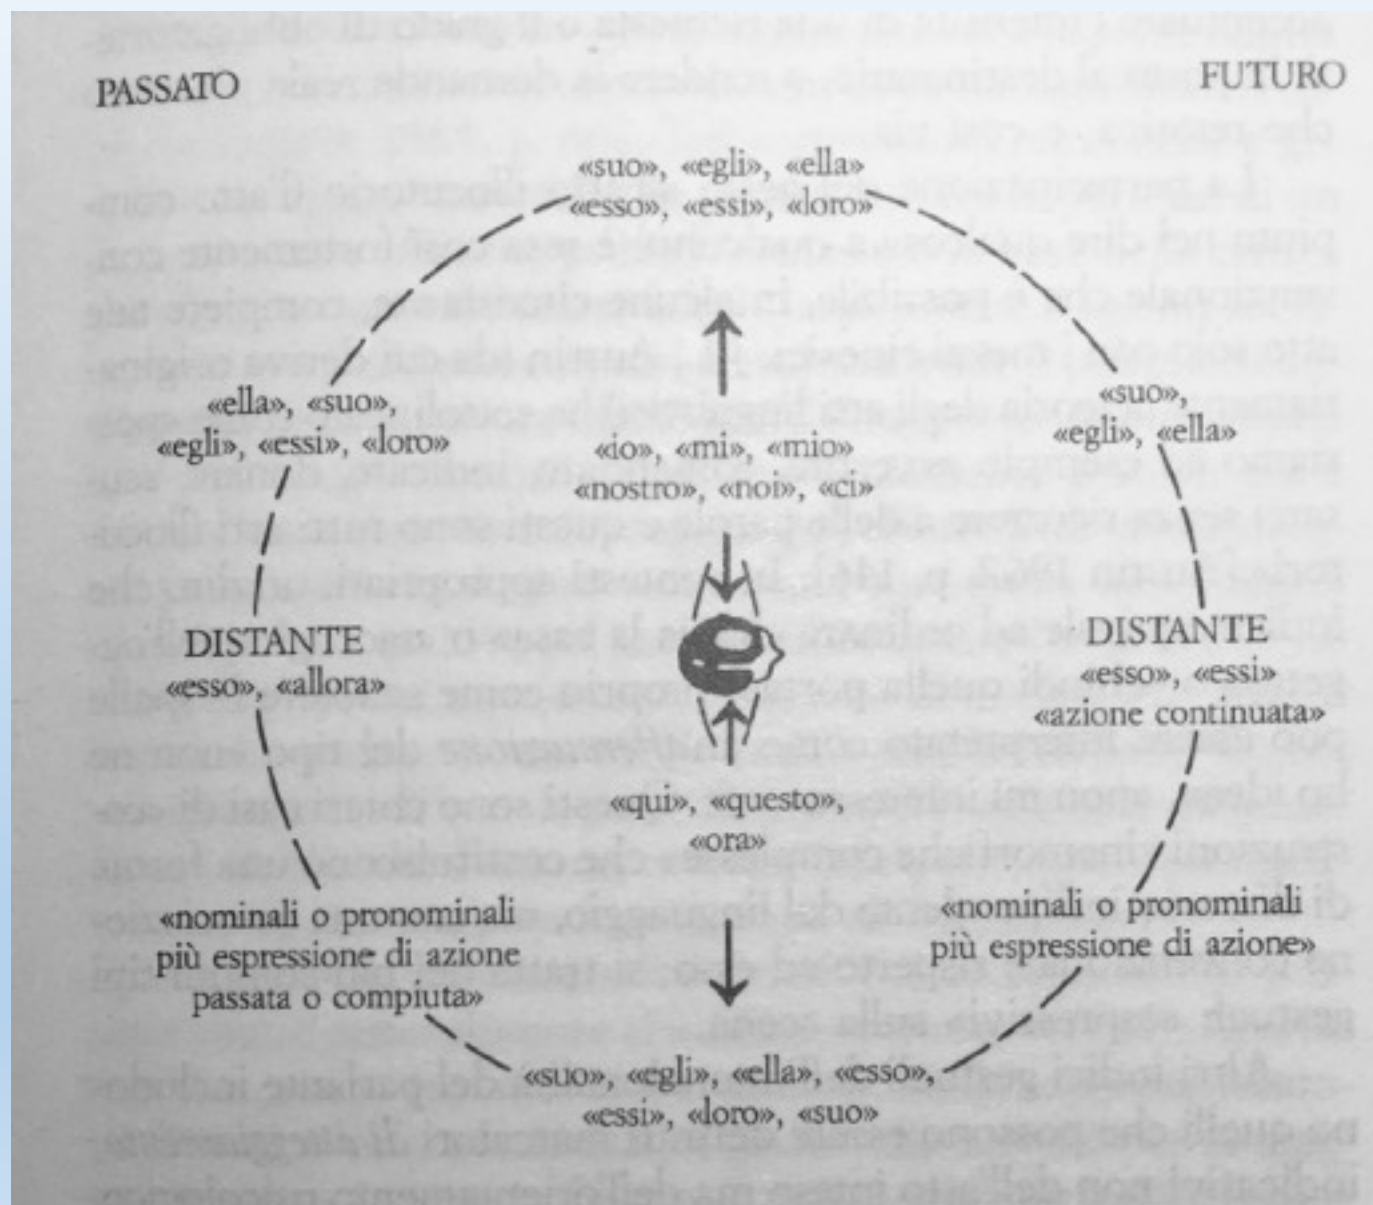 PASSATO
FUTURO
«suo», «egli», «ella»
«esso», «essi», «loro»
«ella», «suo»,
«egli», «essi», «loro»
«io», «mi», «mio»
«nostro», «noi», «ci»
«suo»,
«egli», «ella»
DISTANTE
«esso», «allora»
DISTANTE
«esso», «essi»
«azione continuata»
«qui», «questo»,
«ora»
«nominali o pronominali
più espressione di azione
passata o compiuta»
«nominali o pronominali
più espressione di azione»
«suo», «egli», «ella», «esso»,
«essi», «loro», «suo»